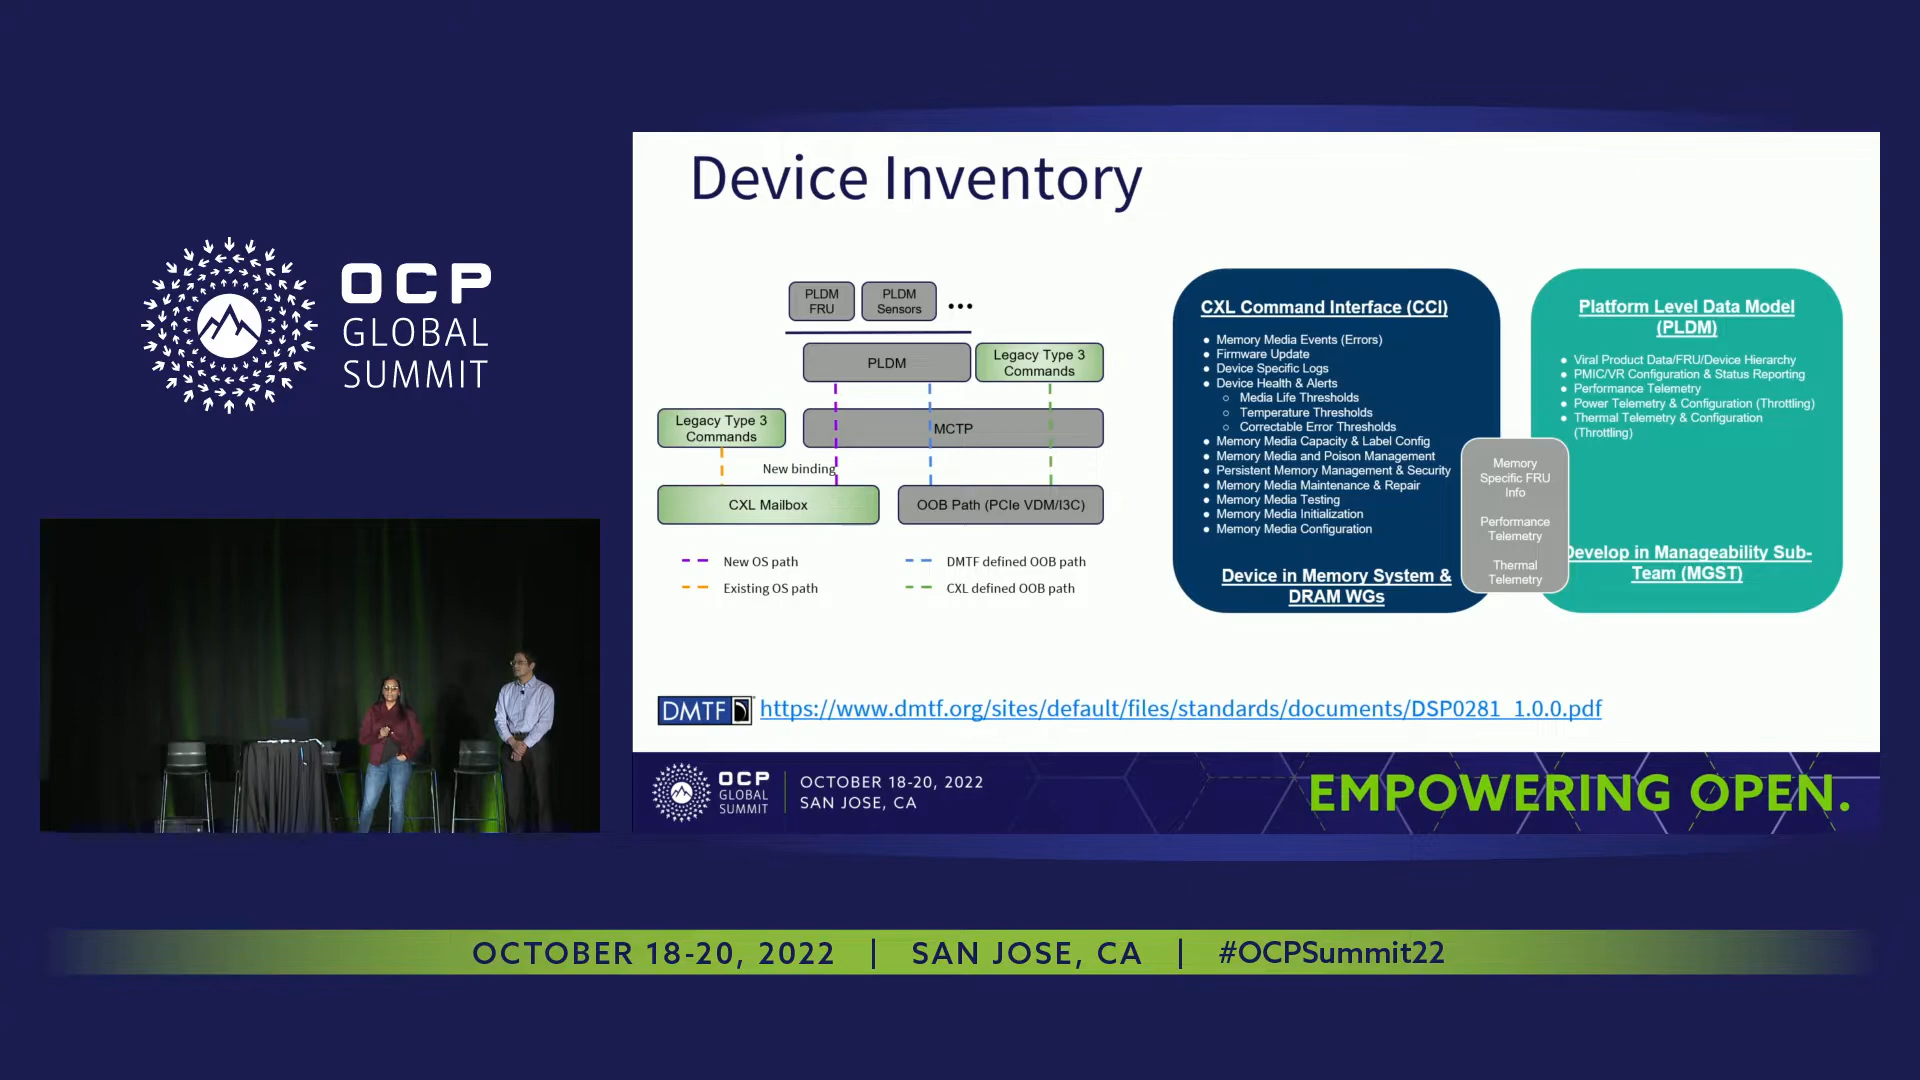 OCP
GLOBAL
SUMMIT
Device Inventory
PLDM
FRU
PLDM
Sensors
•••
PLDM
Legacy Type 3
Commands
Legacy Type 3
Commands
MCTP
New binding
CXL Mailbox
OOB Path (PCIe VDM/I3C)
New OS path
DMTF defined OOB path
Existing OS path
CXL defined OOB path
CXL Command Interface (CCI)
● Memory Media Events (Errors)
● Firmware Update
● Device Specific Logs
● Device Health & Alerts
○ Media Life Thresholds
○ Temperature Thresholds
○ Correctable Error Thresholds
● Memory Media Capacity & Label Config
● Memory Media and Poison Management
● Persistent Memory Management & Security
● Memory Media Maintenance & Repair
● Memory Media Testing
● Memory Media Initialization
● Memory Media Configuration
Device in Memory System &
DRAM WGs
Memory
Specific FRU
Info
Performance
Telemetry
Thermal
Telemetry
Platform Level Data Model
(PLDM)
● Viral Product Data/FRU/Device Hierarchy
● PMIC/VR Configuration & Status Reporting
● Performance Telemetry
● Power Telemetry & Configuration (Throttling)
● Thermal Telemetry & Configuration
(Throttling)
Develop in Manageability Sub-
Team (MGST)
DMTF https://www.dmtf.org/sites/default/files/standards/documents/DSP0281_1.0.0.pdf
OCP
GLOBAL
SUMMIT
OCTOBER 18-20, 2022
SAN JOSE, CA
EMPOWERING OPEN.
OCTOBER 18-20, 2022 | SAN JOSE, CA | #OCPSummit22